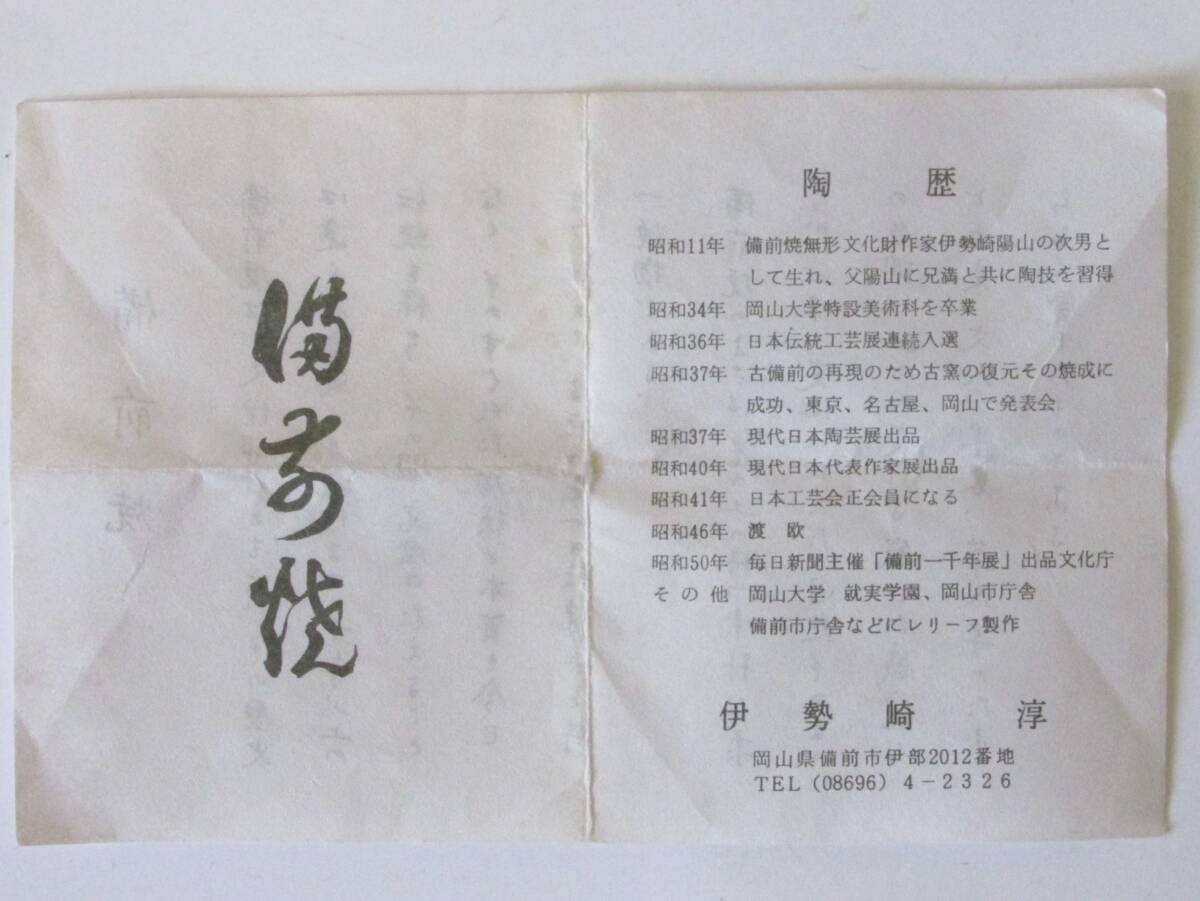 陶歴
昭和11年 備前焼無形文化財作家伊勢崎陽山の次男と
して生れ、父陽山に兄満と共に陶技を習得
昭和34年 岡山大学特設美術科を卒業
昭和36年 日本伝統工芸展連続入選
昭和37年 古備前の再現のため古窯の復元その焼成に
成功、東京、名古屋、岡山で発表会
昭和37年 現代日本陶芸展出品
昭和40年 現代日本代表作家展出品
昭和41年 日本工芸会正会員になる
昭和46年 渡欧
昭和50年 毎日新聞主催「備前一千年展」出品文化庁
その他 岡山大学 就実学園、岡山市庁舎
備前市庁舎などにレリーフ製作
伊勢崎 淳
岡山県備前市伊部2012番地
TEL (08696) 4-2326
備前焼